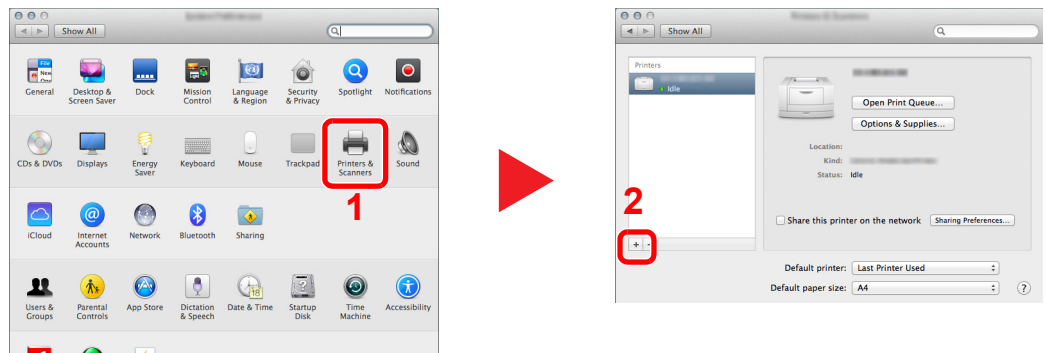 Show All
General
Desktop &
Screen Saver
Dock
Mission
Control
Language
& Region
Security
& Privacy
Spotlight
Notifications
CDs & DVDs
Displays
Energy
Saver
Keyboard
Mouse
Trackpad
Printers &
Scanners
Sound
1
iCloud
Internet
Accounts
Network
Bluetooth
Sharing
Users &
Groups
Parental
Controls
App Store
Dictation
& Speech
Date & Time
Startup
Disk
Time
Machine
Accessibility
Show All
Printers
Idle
2
+ -
Open Print Queue...
Options & Supplies...
Location:
Kind:
Status: Idle
Share this printer on the network Sharing Preferences...
Default printer: Last Printer Used
Default paper size: A4 ?